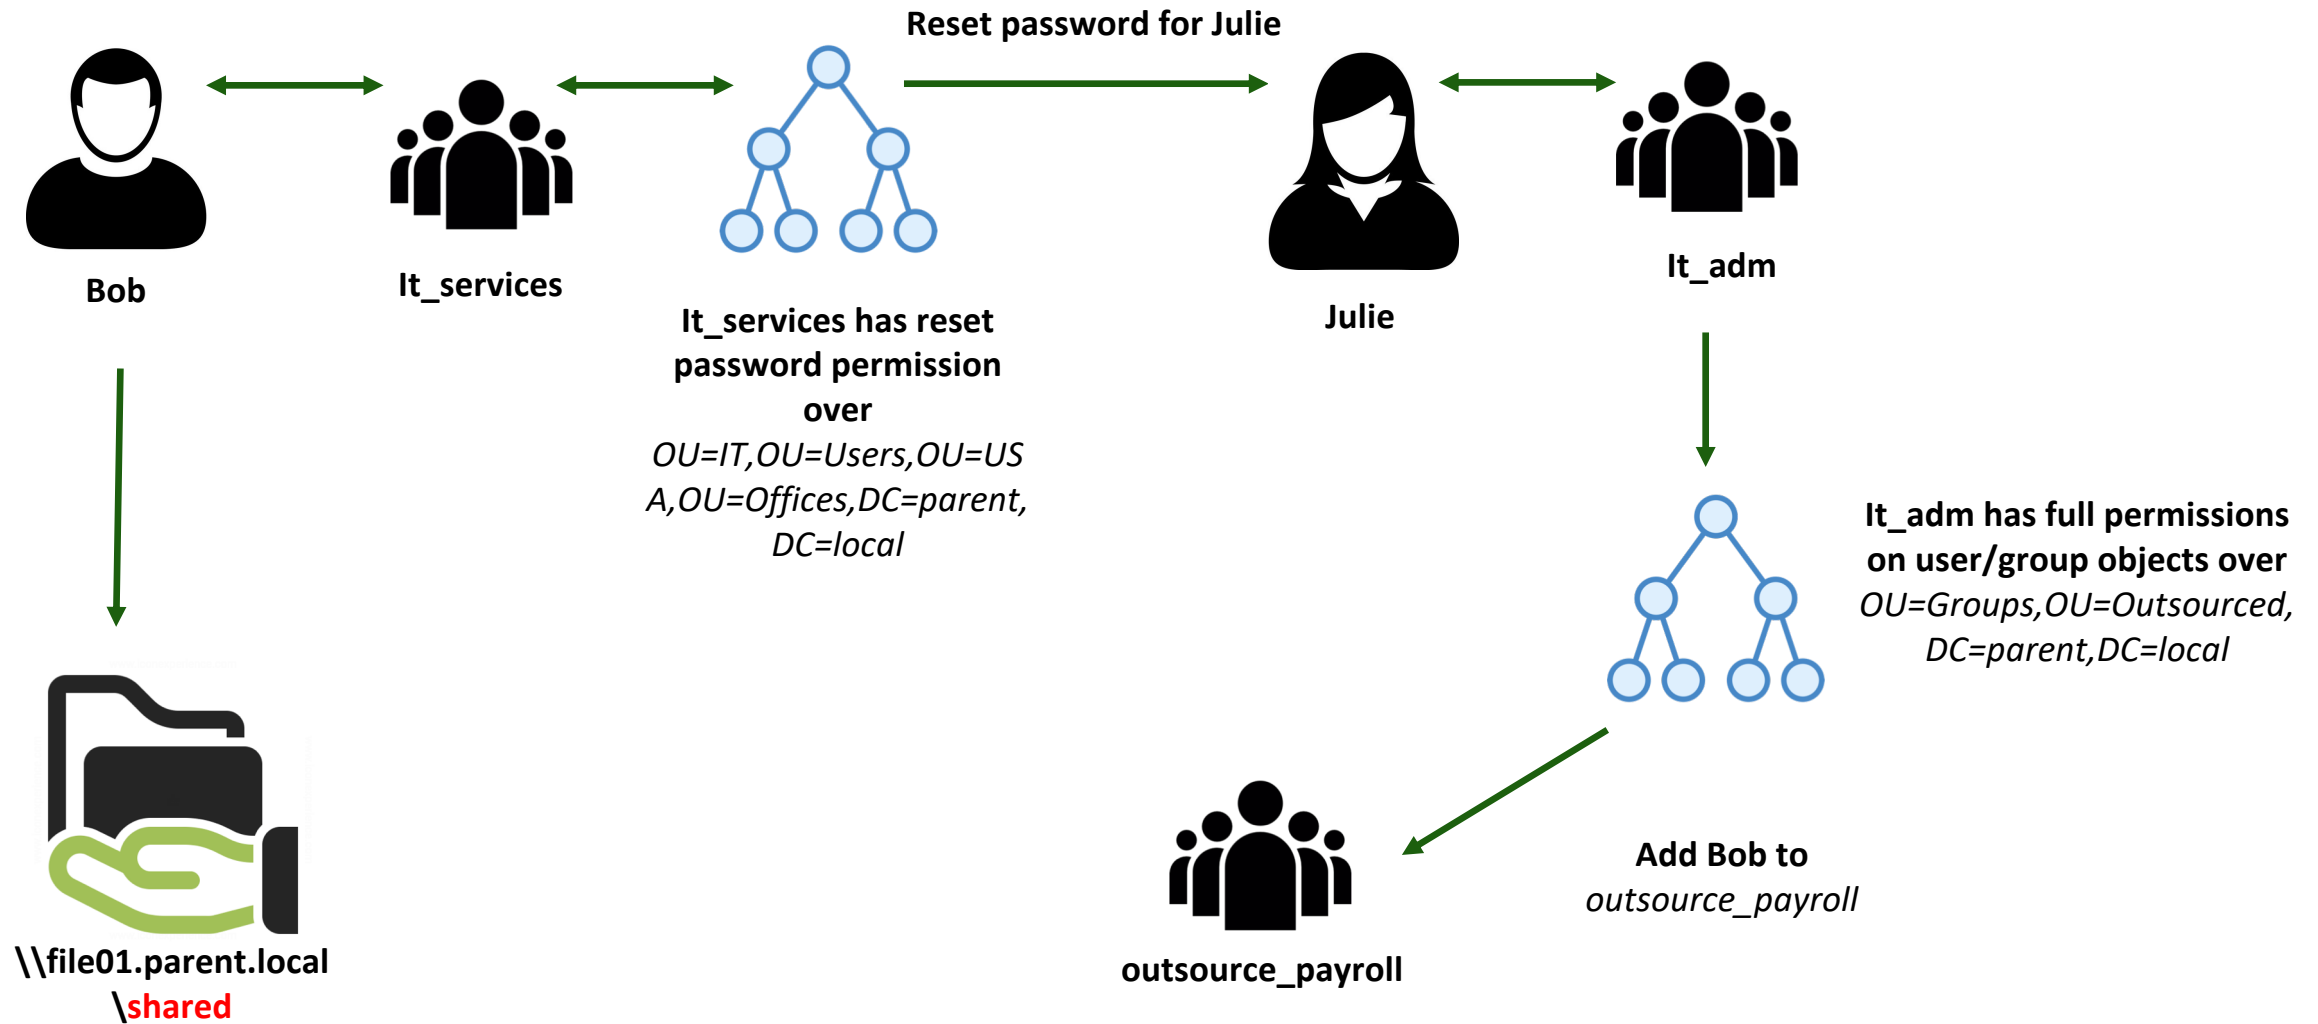 Reset password for Julie
Bob
It_services
It_services has reset
password permission
over
OU=IT,OU=Users,OU=US
A,OU=Offices,DC=parent,
DC=local
Julie
It_adm
It_adm has full permissions
on user/group objects over
OU=Groups,OU=Outsourced,
DC=parent,DC=local
Add Bob to
outsource_payroll
outsource_payroll
\\file01.parent.local
\shared